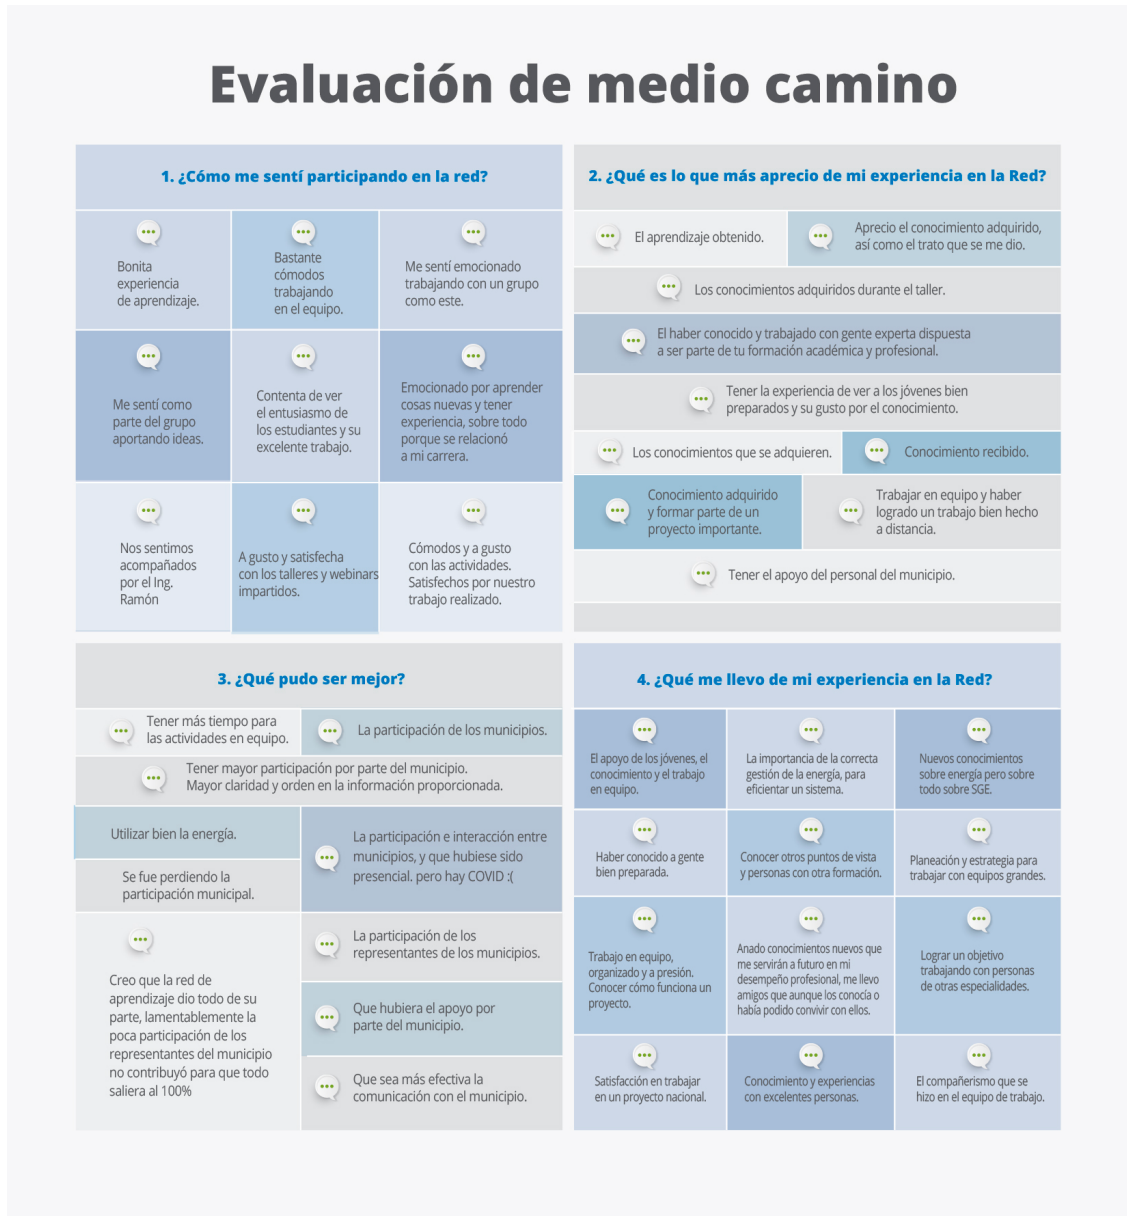 Evaluación de medio camino
1. ¿Cómo me sentí participando en la red?
Bonita
experiencia
de aprendizaje.
Bastante
cómodos
trabajando
en el equipo.
Me sentí emocionado
trabajando con un grupo
como este.
Me sentí como
parte del grupo
aportando ideas.
Contenta de ver
el entusiasmo de
los estudiantes y su
excelente trabajo.
Emocionado por aprender
cosas nuevas y tener
experiencia, sobre todo
porque se relacionó
a mi carrera.
Nos sentimos
acompañados
por el Ing.
Ramón
A gusto y satisfecha
con los talleres y webinars
impartidos.
Cómodos y a gusto
con las actividades.
Satisfechos por nuestro
trabajo realizado.
2. ¿Qué es lo que más aprecio de mi experiencia en la Red?
El aprendizaje obtenido.
Aprecio el conocimiento adquirido,
así como el trato que se me dio.
Los conocimientos adquiridos durante el taller.
El haber conocido y trabajado con gente experta dispuesta
a ser parte de tu formación académica y profesional.
Tener la experiencia de ver a los jóvenes bien
preparados y su gusto por el conocimiento.
Los conocimientos que se adquieren.
Conocimiento recibido.
Conocimiento adquirido
y formar parte de un
proyecto importante.
Trabajar en equipo y haber
logrado un trabajo bien hecho
a distancia.
Tener el apoyo del personal del municipio.
3. ¿Qué pudo ser mejor?
Tener más tiempo para
las actividades en equipo.
La participación de los municipios.
Tener mayor participación por parte del municipio.
Mayor claridad y orden en la información proporcionada.
Utilizar bien la energía.
Se fue perdiendo la
participación municipal.
La participación e interacción entre
municipios, y que hubiese sido
presencial. pero hay COVID :(
Creo que la red de
aprendizaje dio todo de su
parte, lamentablemente la
poca participación de los
representantes del municipio
no contribuyó para que todo
saliera al 100%
La participación de los
representantes de los municipios.
Que hubiera el apoyo por
parte del municipio.
Que sea más efectiva la
comunicación con el municipio.
4. ¿Qué me llevo de mi experiencia en la Red?
El apoyo de los jóvenes, el
conocimiento y el trabajo
en equipo.
La importancia de la correcta
gestión de la energía, para
eficientar un sistema.
Nuevos conocimientos
sobre energía pero sobre
todo sobre SGE.
Haber conocido a gente
bien preparada.
Conocer otros puntos de vista
y personas con otra formación.
Planeación y estrategia para
trabajar con equipos grandes.
Trabajo en equipo,
organizado y a presión.
Conocer cómo funciona un
proyecto.
Anado conocimientos nuevos que
me servirán a futuro en mi
desempeño profesional, me llevo
amigos que aunque los conocía o
había podido convivir con ellos.
Lograr un objetivo
trabajando con personas
de otras especialidades.
Satisfacción en trabajar
en un proyecto nacional.
Conocimiento y experiencias
con excelentes personas.
El compañerismo que se
hizo en el equipo de trabajo.